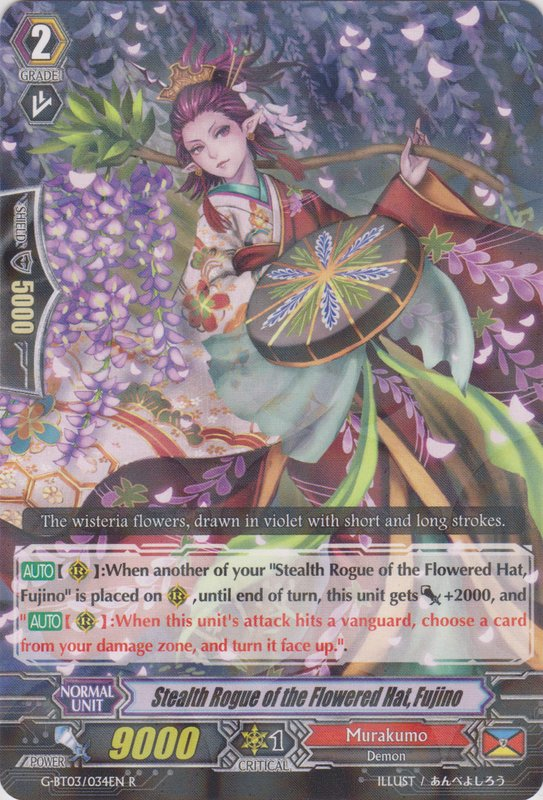 2
GRADE
SHIELD
5000
The wisteria flowers, drawn in violet with short and long strokes.
AUTO【 R 】:When another of your "Stealth Rogue of the Flowered Hat,
Fujino" is placed on R ,until end of turn, this unit gets +2000, and
" AUTO【 R 】:When this unit's attack hits a vanguard, choose a card
from your damage zone, and turn it face up.".
NORMAL
UNIT
Stealth Rogue of the Flowered Hat, Fujino
POWER
9000
1
CRITICAL
Murakumo
Demon
G-BT03/034EN R
ILLUST / あんべよしろう